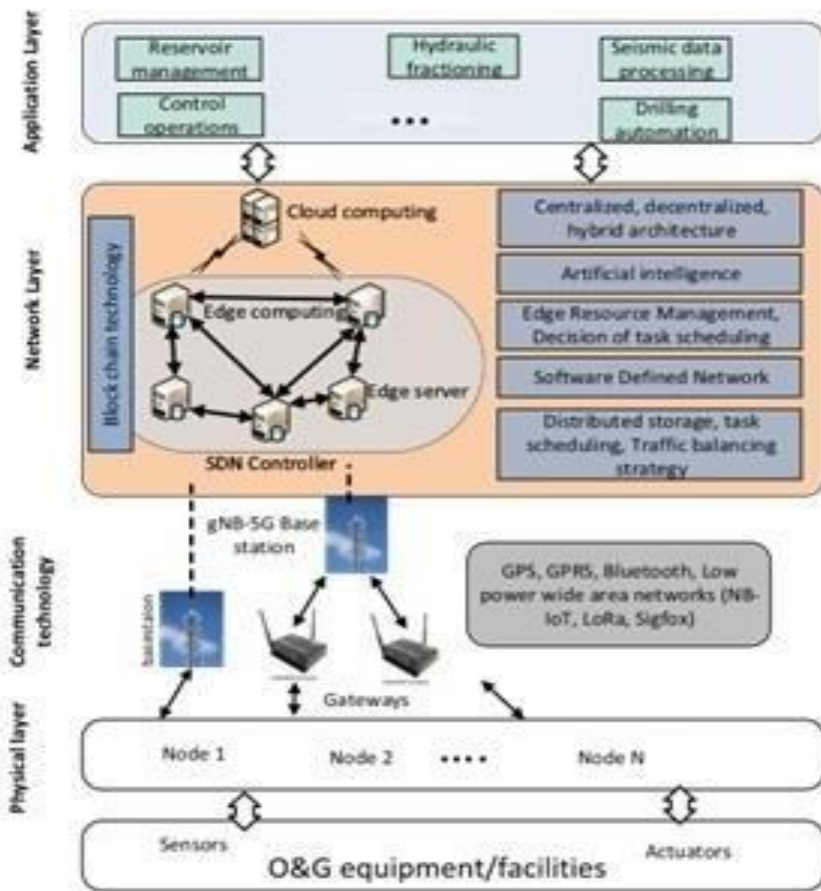 Application Layer
Reservoir
management
Hydraulic
fractioning
Seismic data
processing
Control
operations
...
Drilling
automation
Network Layer
Block chain technology
Cloud computing
Edge computing
Edge server
SDN Controller
Centralized, decentralized,
hybrid architecture
Artificial intelligence
Edge Resource Management,
Decision of task scheduling
Software Defined Network
Distributed storage, task
scheduling, Traffic balancing
strategy
Communication
technology
gNB-5G Base
station
basestaion
GPS, GPRS, Bluetooth, Low
power wide area networks (NB-
IoT, LoRa, Sigfox)
Gateways
Physical layer
Node 1
Node 2
....
Node N
Sensors
Actuators
O&G equipment/facilities